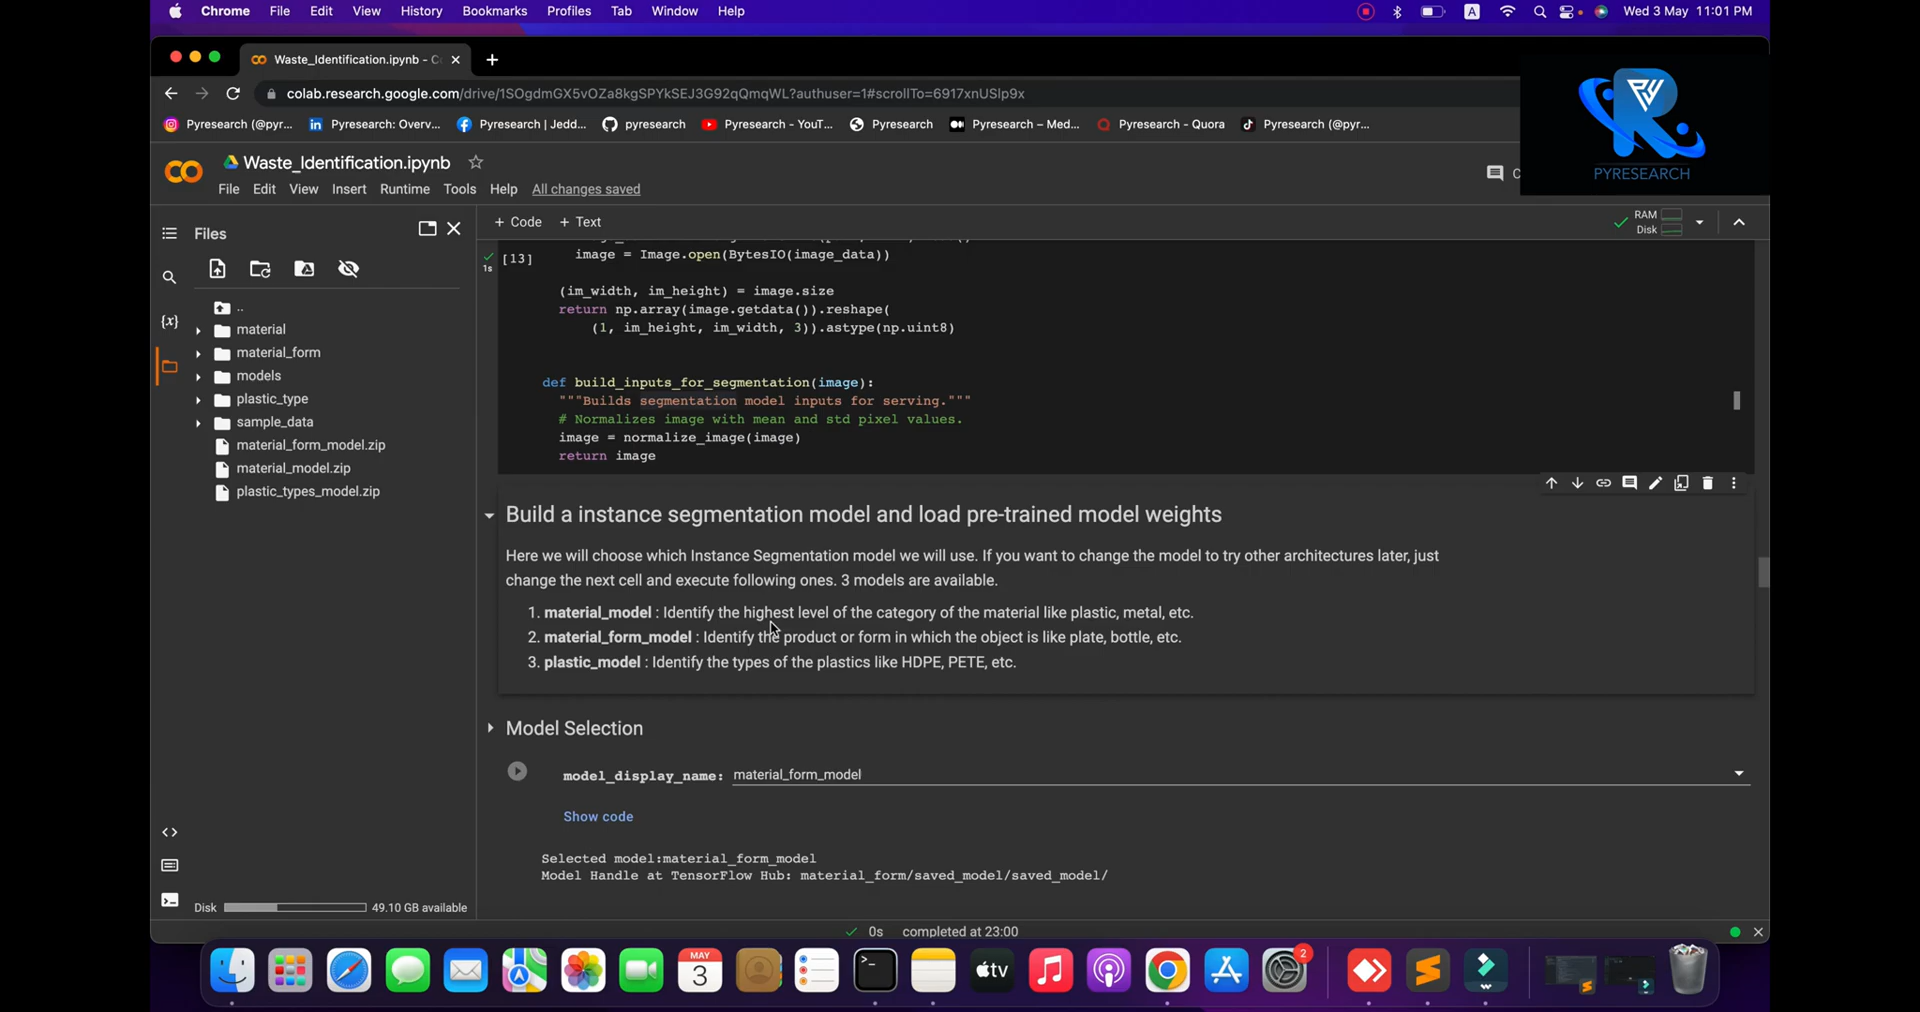 Chrome File Edit View History Bookmarks Profiles Tab Window Help A Wed 3 May 11:01 PM
Waste_Identification.ipynb - C
colab.research.google.com/drive/1SOgdmGX5vOZa8kgSPYkSEJ3G92qQmqWL?authuser=1#scrollTo=6917xnUSlp9x
Pyresearch (@pyr... Pyresearch: Overv... Pyresearch | Jedd... pyresearch Pyresearch - YouT... Pyresearch Pyresearch – Med... Pyresearch - Quora Pyresearch (@pyr...
PYRESEARCH
Waste_Identification.ipynb
File Edit View Insert Runtime Tools Help All changes saved
Files
+ Code + Text
RAM
Disk
..
material
material_form
models
plastic_type
sample_data
material_form_model.zip
material_model.zip
plastic_types_model.zip
Disk 49.10 GB available
1s
[13]
image = Image.open(BytesIO(image_data))
(im_width, im_height) = image.size
return np.array(image.getdata()).reshape(
(1, im_height, im_width, 3)).astype(np.uint8)
def build_inputs_for_segmentation(image):
"""Builds segmentation model inputs for serving."""
# Normalizes image with mean and std pixel values.
image = normalize_image(image)
return image
Build a instance segmentation model and load pre-trained model weights
Here we will choose which Instance Segmentation model we will use. If you want to change the model to try other architectures later, just
change the next cell and execute following ones. 3 models are available.
1. material_model : Identify the highest level of the category of the material like plastic, metal, etc.
2. material_form_model : Identify the product or form in which the object is like plate, bottle, etc.
3. plastic_model : Identify the types of the plastics like HDPE, PETE, etc.
Model Selection
model_display_name: material_form_model
Show code
Selected model:material_form_model
Model Handle at TensorFlow Hub: material_form/saved_model/saved_model/
0s completed at 23:00
MAY
3
tv
2